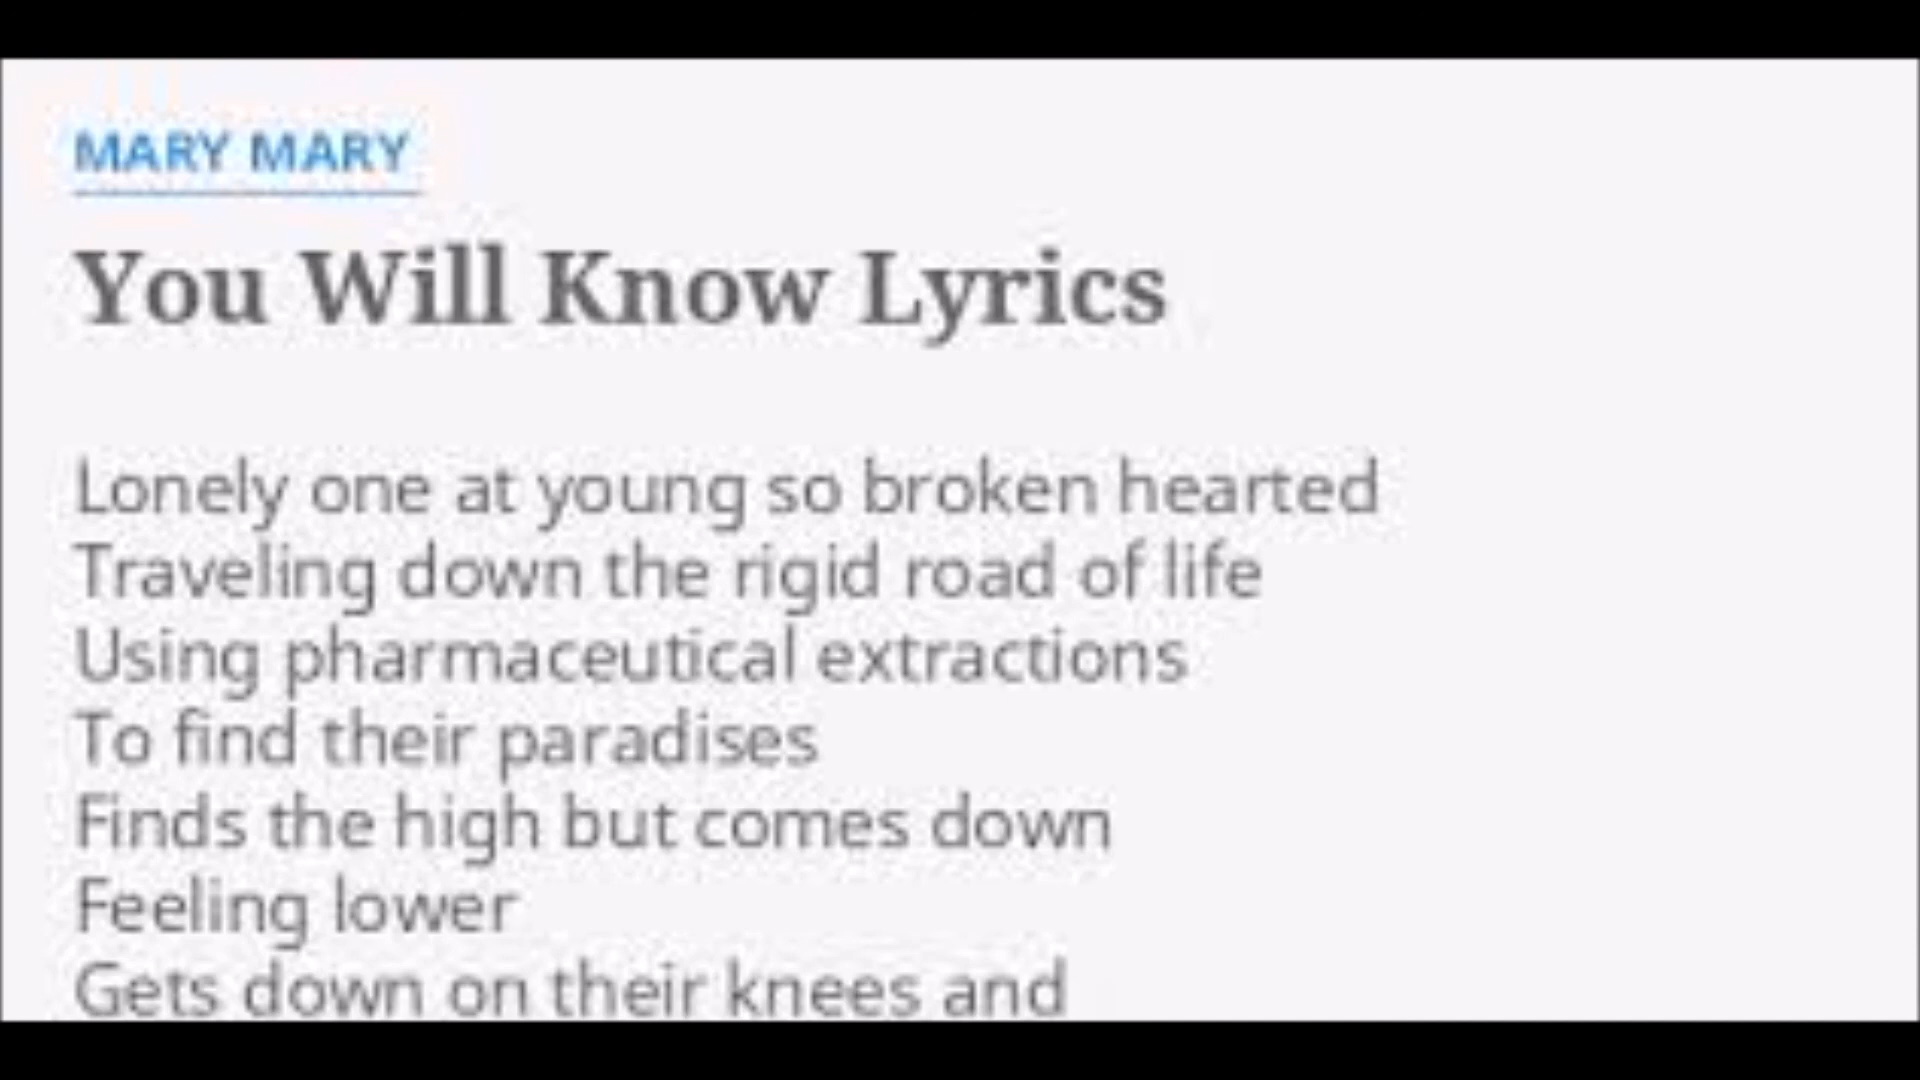 MARY MARY
You Will Know Lyrics
Lonely one at young so broken hearted
Traveling down the rigid road of life
Using pharmaceutical extractions
To find their paradises
Finds the high but comes down
Feeling lower
Gets down on their knees and